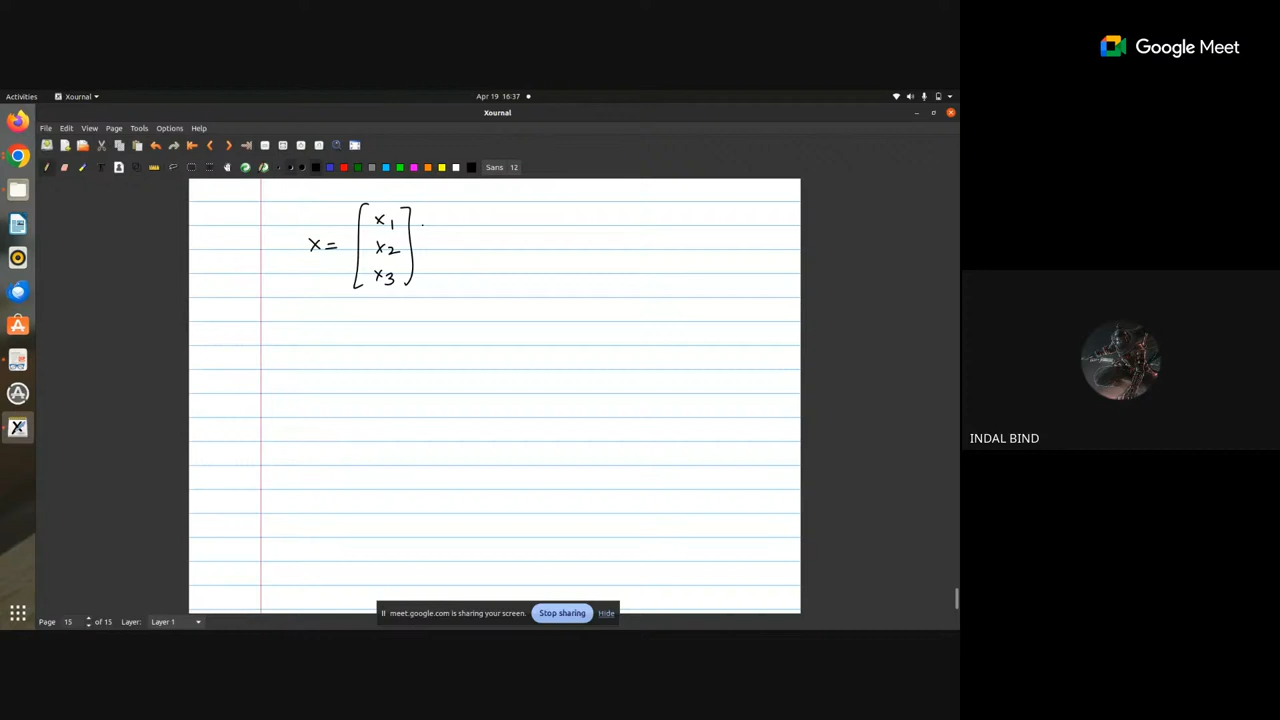 Google Meet
Activities Xournal Apr 19 16:37
Xournal
File Edit View Page Tools Options Help
Sans 12
x = [ x1
x2
x3 ]
INDAL BIND
meet.google.com is sharing your screen. Stop sharing Hide
Page 15 of 15 Layer: Layer 1